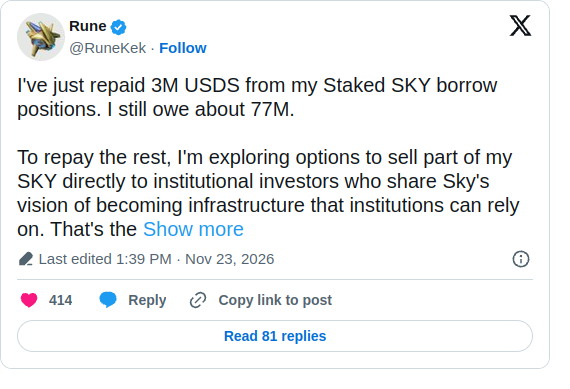 Rune
@RuneKek · Follow
I've just repaid 3M USDS from my Staked SKY borrow
positions. I still owe about 77M.
To repay the rest, I'm exploring options to sell part of my
SKY directly to institutional investors who share Sky's
vision of becoming infrastructure that institutions can rely
on. That's the Show more
Last edited 1:39 PM · Nov 23, 2026
414 Reply Copy link to post
Read 81 replies